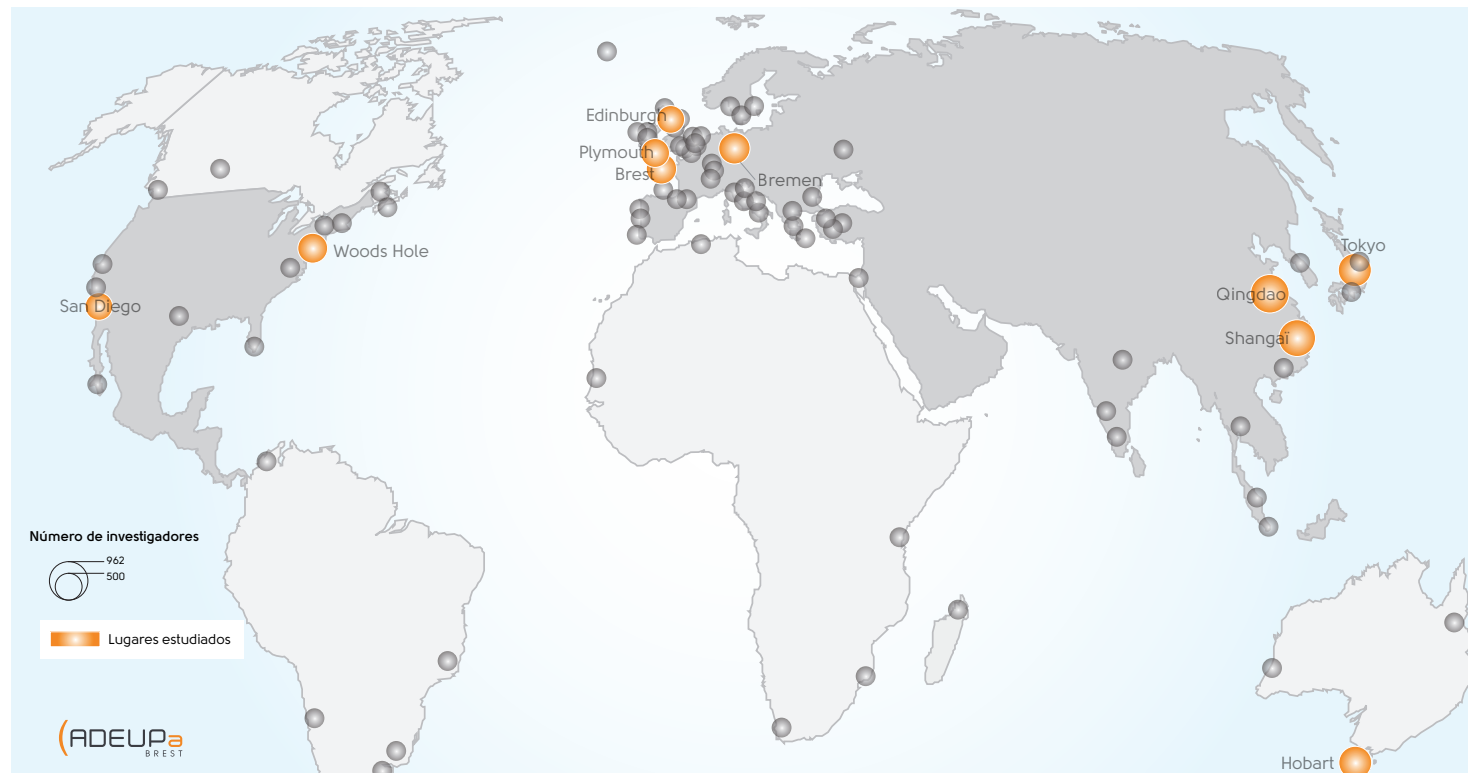 Edinburgh
Plymouth
Brest
Bremen
Woods Hole
San Diego
Tokyo
Qingdao
Shangaï
Número de investigadores
962
500
Lugares estudiados
ADEUPa
BREST
Hobart